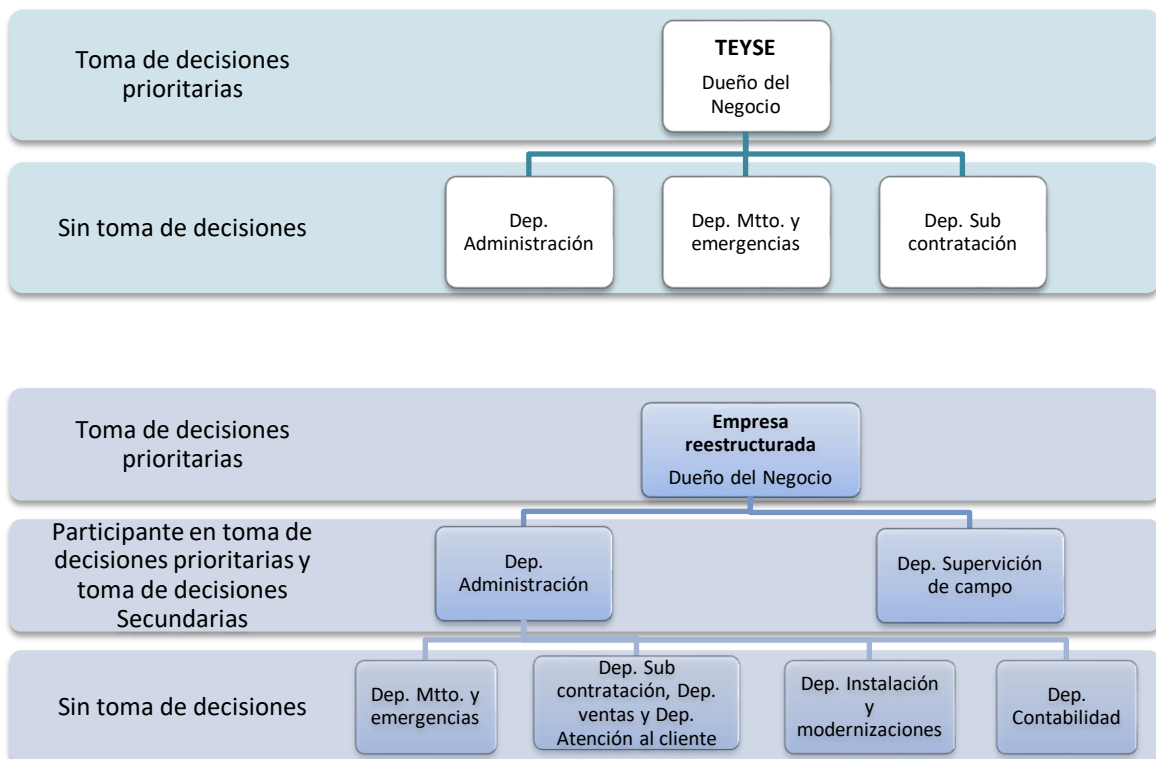 Toma de decisiones
prioritarias
TEYSE
Dueño del
Negocio
Sin toma de decisiones
Dep.
Administración
Dep. Mtto. y
emergencias
Dep. Sub
contratación
Toma de decisiones
prioritarias
Empresa
reestructurada
Dueño del Negocio
Participante en toma de
decisiones prioritarias y
toma de decisiones
Secundarias
Dep.
Administración
Dep. Supervición
de campo
Sin toma de decisiones
Dep. Mtto. y
emergencias
Dep. Sub
contratación, Dep.
ventas y Dep.
Atención al cliente
Dep. Instalación
y
modernizaciones
Dep.
Contabilidad